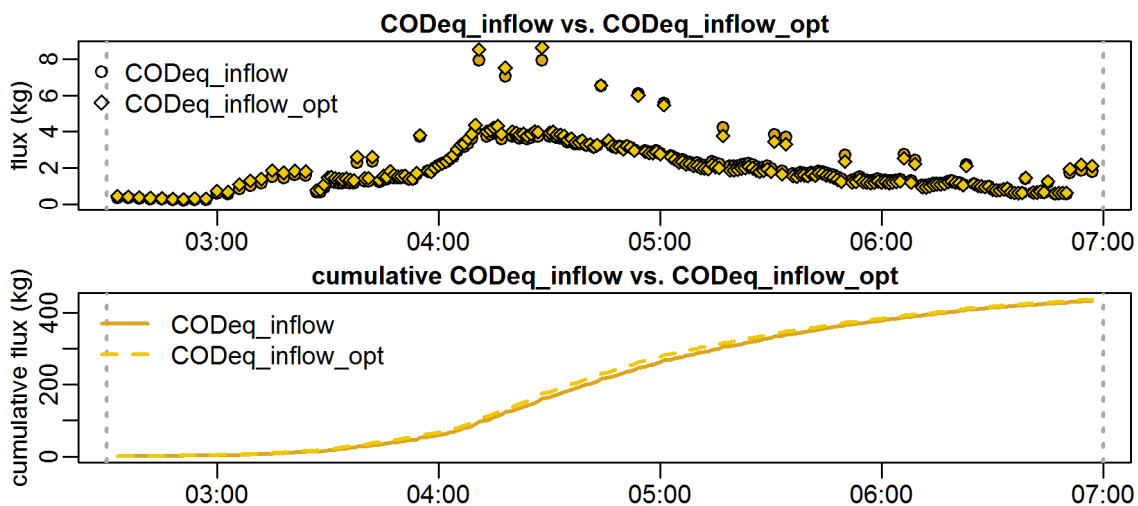 CODeq_inflow vs. CODeq_inflow_opt
flux (kg)
8
6
4
2
0
CODeq_inflow
CODeq_inflow_opt
03:00 04:00 05:00 06:00 07:00
cumulative CODeq_inflow vs. CODeq_inflow_opt
cumulative flux (kg)
400
200
0
CODeq_inflow
CODeq_inflow_opt
03:00 04:00 05:00 06:00 07:00